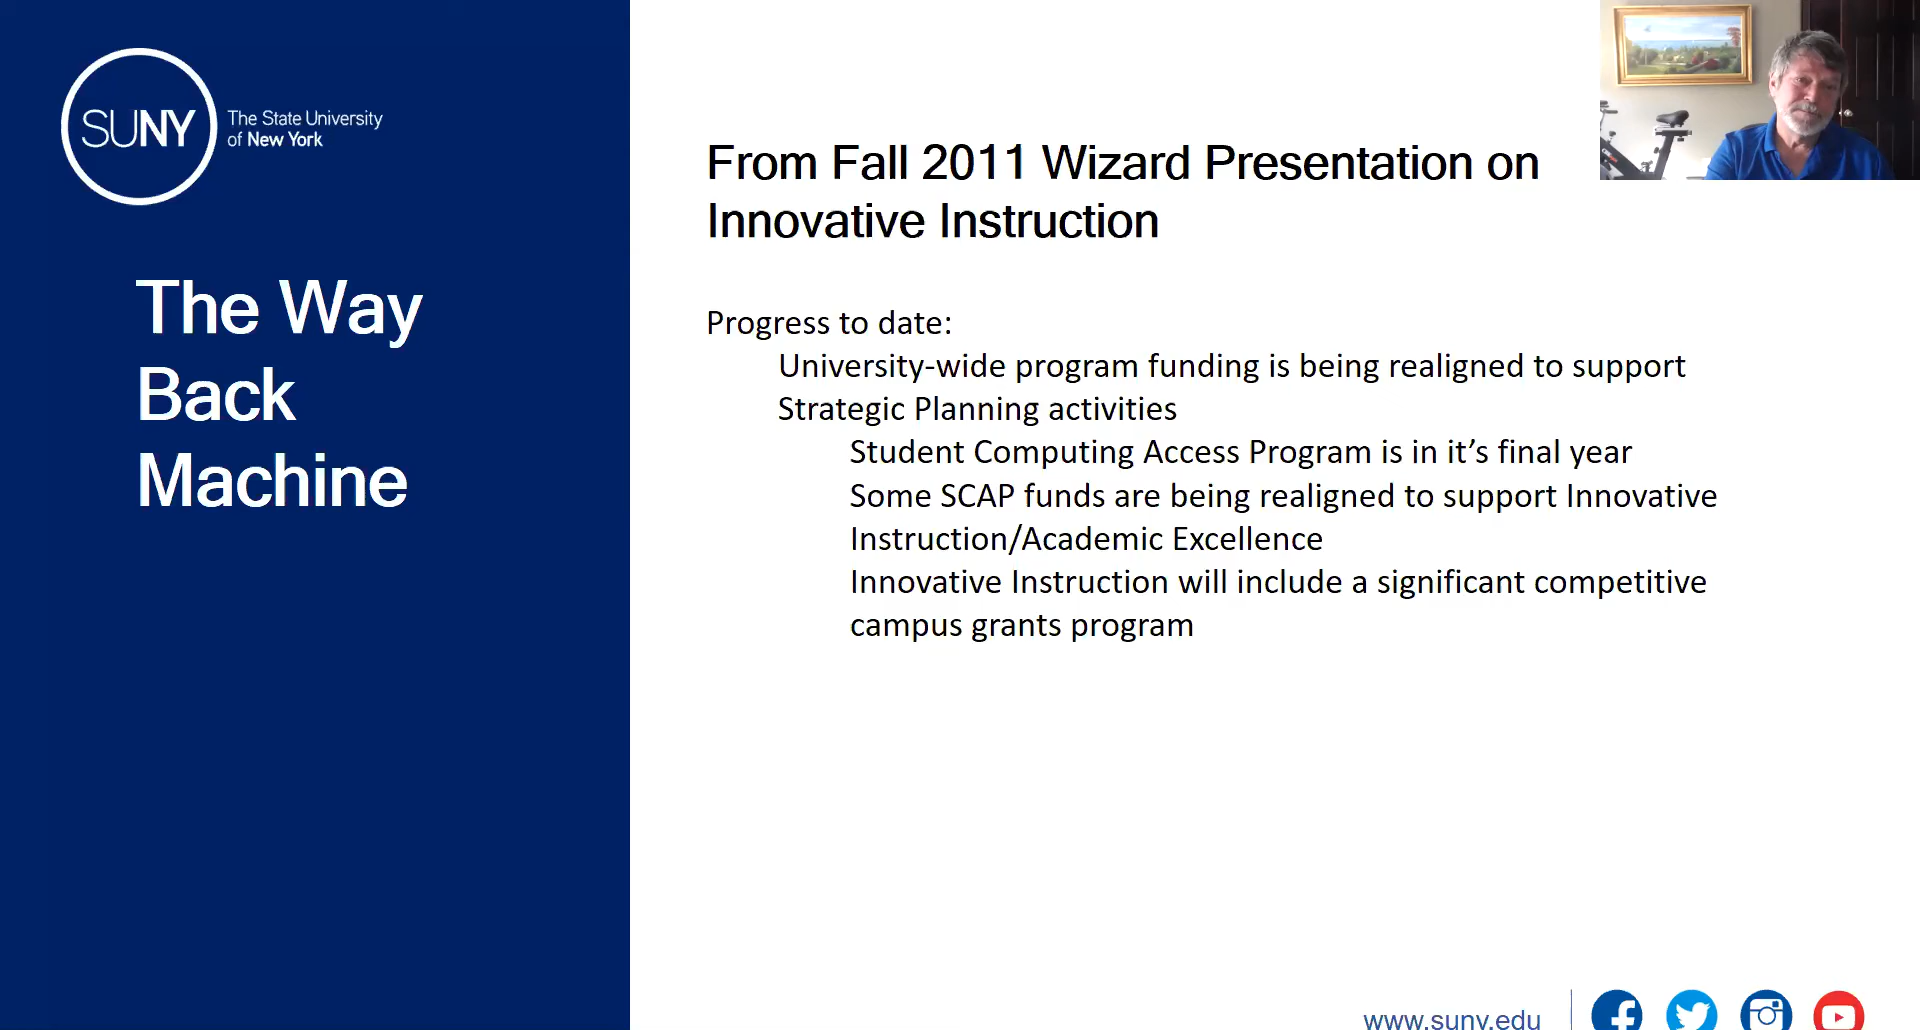 SUNY
The State University
of New York
The Way
Back
Machine
From Fall 2011 Wizard Presentation on
Innovative Instruction
Progress to date:
University-wide program funding is being realigned to support
Strategic Planning activities
Student Computing Access Program is in it's final year
Some SCAP funds are being realigned to support Innovative
Instruction/Academic Excellence
Innovative Instruction will include a significant competitive
campus grants program
www.suny.edu